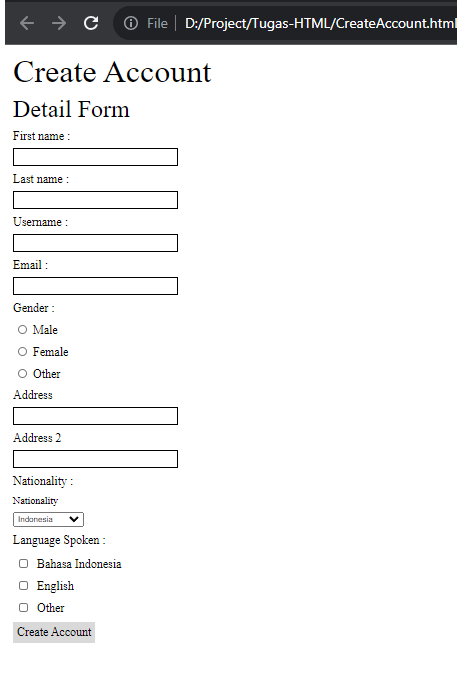 File | D:/Project/Tugas-HTML/CreateAccount.html
Create Account
Detail Form
First name :
Last name :
Username :
Email :
Gender :
Male
Female
Other
Address
Address 2
Nationality :
Nationality
Indonesia
Language Spoken :
Bahasa Indonesia
English
Other
Create Account